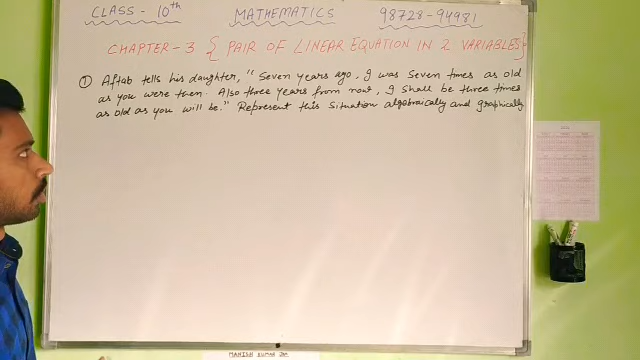 CLASS - 10th MATHEMATICS 98728-94981
CHAPTER - 3 { PAIR OF LINEAR EQUATION IN 2 VARIABLES}
① Aftab tells his daughter, "Seven years ago, I was seven times as old
as you were then. Also three years from now, I shall be three times
as old as you will be." Represent this situation algebraically and graphically
MANISH KUMAR